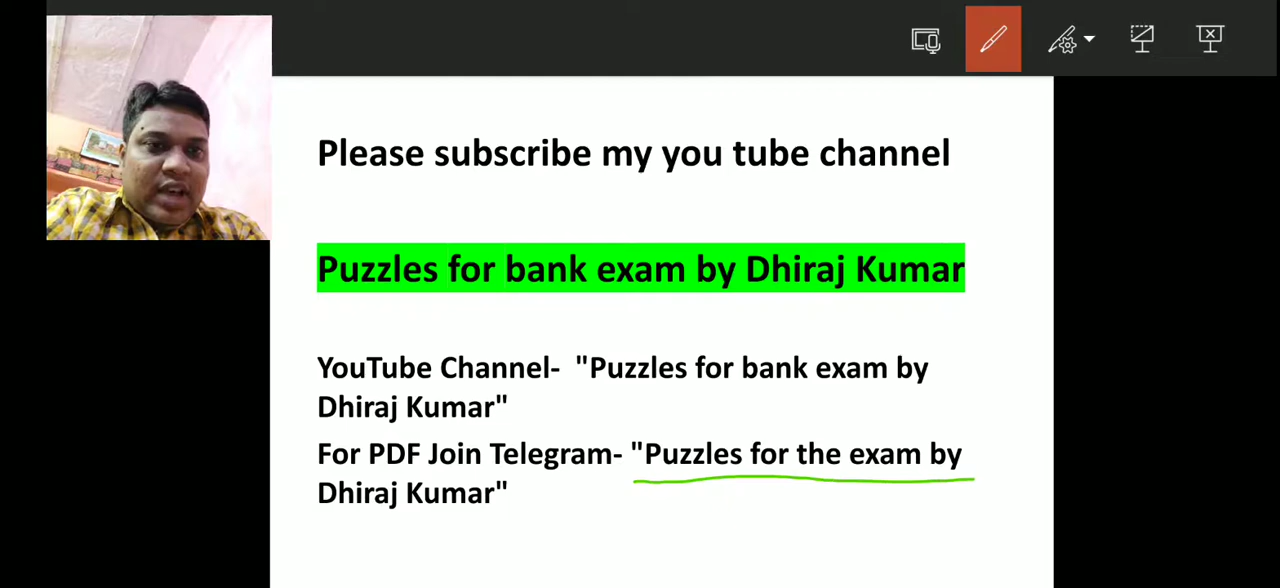 Please subscribe my you tube channel
Puzzles for bank exam by Dhiraj Kumar
YouTube Channel- "Puzzles for bank exam by
Dhiraj Kumar"
For PDF Join Telegram- "Puzzles for the exam by
Dhiraj Kumar"